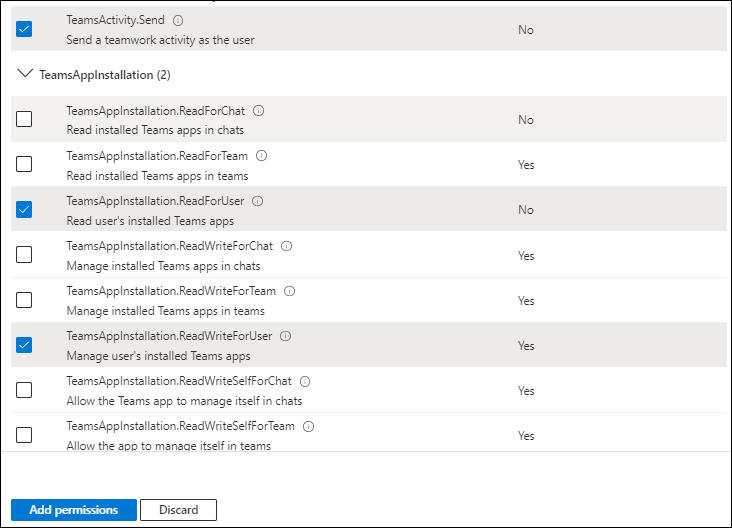 TeamsActivity.Send
Send a teamwork activity as the user
No
TeamsAppInstallation (2)
TeamsAppInstallation.ReadForChat
Read installed Teams apps in chats
No
TeamsAppInstallation.ReadForTeam
Read installed Teams apps in teams
Yes
TeamsAppInstallation.ReadForUser
Read user's installed Teams apps
No
TeamsAppInstallation.ReadWriteForChat
Manage installed Teams apps in chats
Yes
TeamsAppInstallation.ReadWriteForTeam
Manage installed Teams apps in teams
Yes
TeamsAppInstallation.ReadWriteForUser
Manage user's installed Teams apps
Yes
TeamsAppInstallation.ReadWriteSelfForChat
Allow the Teams app to manage itself in chats
Yes
TeamsAppInstallation.ReadWriteSelfForTeam
Allow the app to manage itself in teams
Yes
Add permissions
Discard